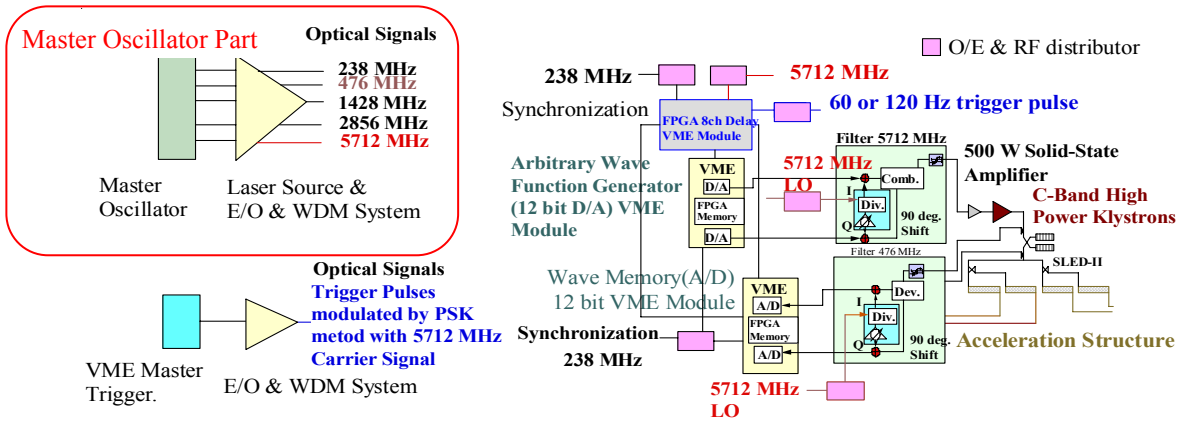 Master Oscillator Part
Optical Signals
238 MHz
476 MHz
1428 MHz
2856 MHz
5712 MHz
Master
Oscillator
Laser Source &
E/O & WDM System
Optical Signals
Trigger Pulses
modulated by PSK
metod with 5712 MHz
Carrier Signal
VME Master
Trigger.
E/O & WDM System
O/E & RF distributor
238 MHz
5712 MHz
Synchronization
60 or 120 Hz trigger pulse
FPGA 8ch Delay
VME Module
Arbitrary Wave
Function Generator
(12 bit D/A) VME
Module
VME
D/A
FPGA
Memory
D/A
5712 MHz
LO
Filter 5712 MHz
Comb.
I
Div.
Q
90 deg.
Shift
500 W Solid-State
Amplifier
C-Band High
Power Klystrons
SLED-II
Wave Memory(A/D)
12 bit VME Module
VME
A/D
FPGA
Memory
A/D
Filter 476 MHz
Dev.
I
Div.
Q
90 deg.
Shift
Acceleration Structure
Synchronization
238 MHz
5712 MHz
LO